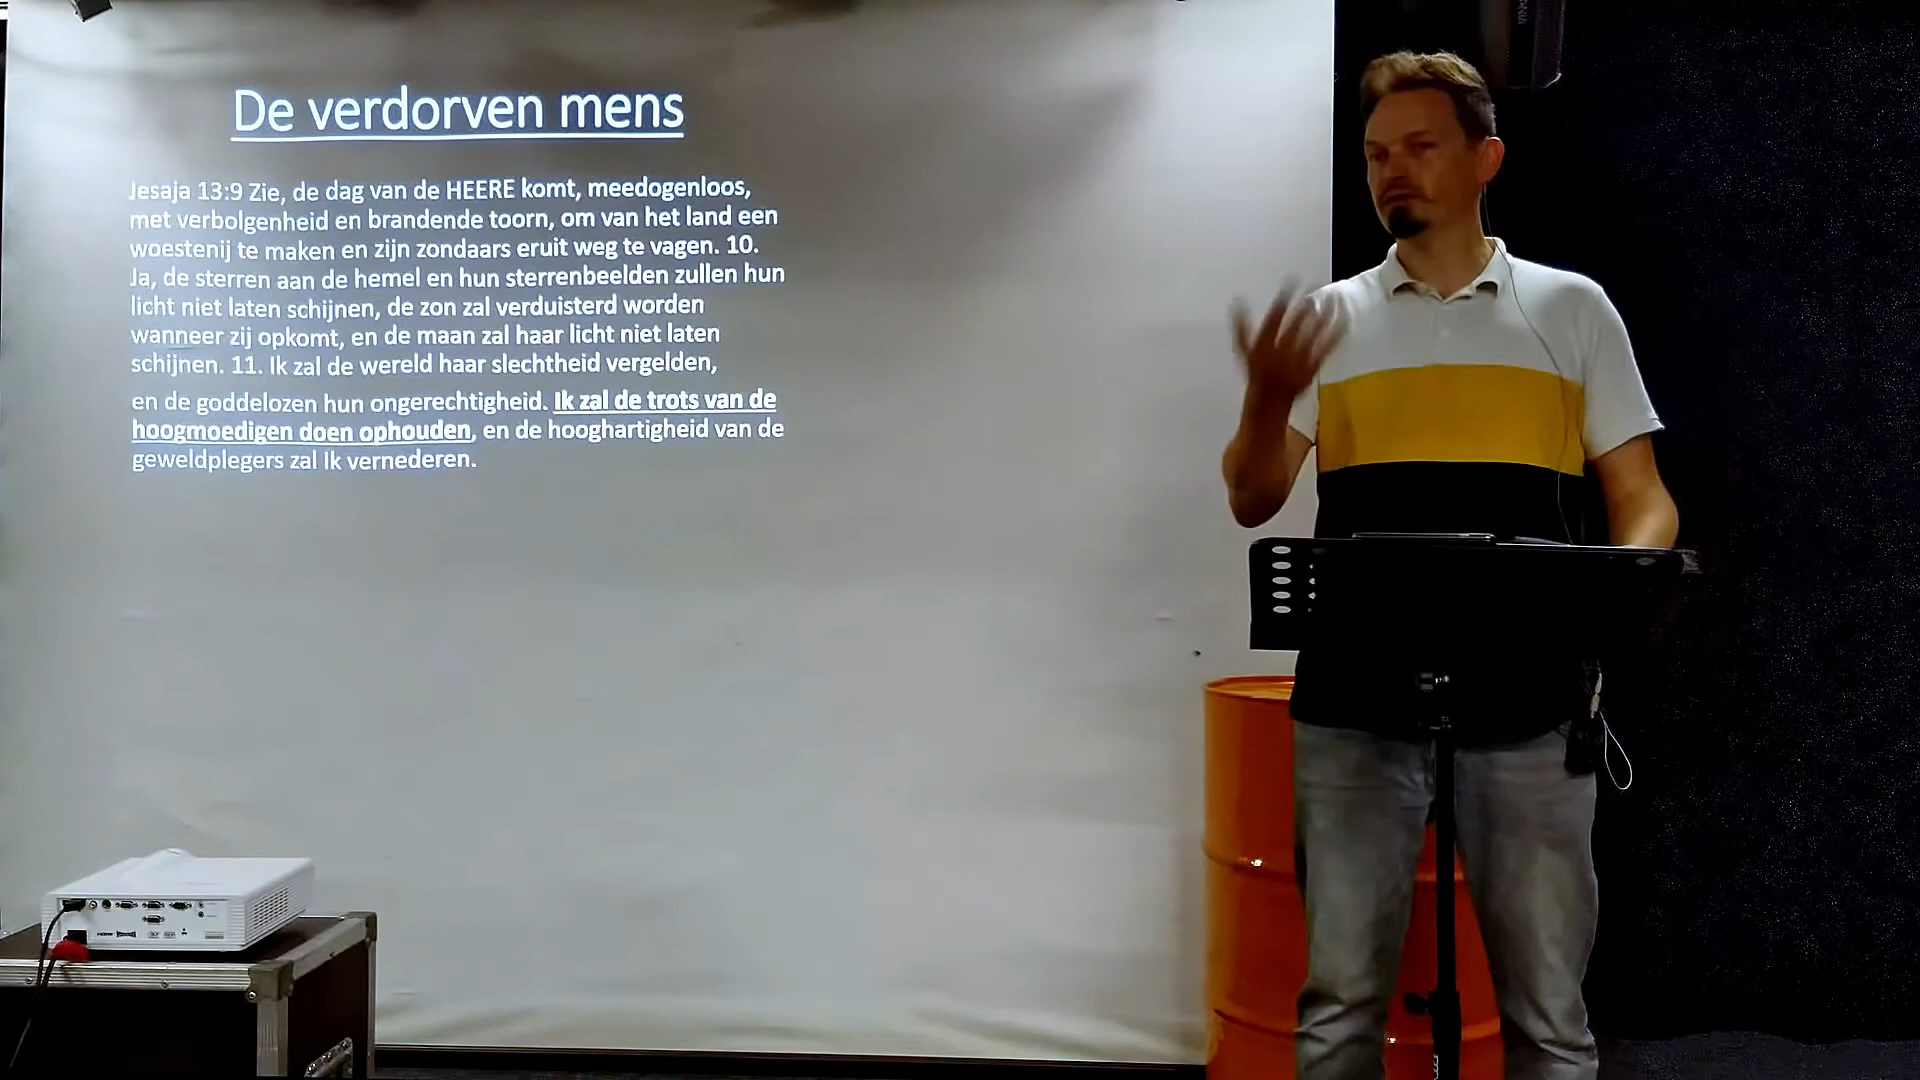 De verdorven mens
Jesaja 13:9 Zie, de dag van de HEERE komt, meedogenloos,
met verbolgenheid en brandende toorn, om van het land een
woestenij te maken en zijn zondaars eruit weg te vagen. 10.
Ja, de sterren aan de hemel en hun sterrenbeelden zullen hun
licht niet laten schijnen, de zon zal verduisterd worden
wanneer zij opkomt, en de maan zal haar licht niet laten
schijnen. 11. Ik zal de wereld haar slechtheid vergelden,
en de goddelozen hun ongerechtigheid. Ik zal de trots van de
hoogmoedigen doen ophouden, en de hooghartigheid van de
geweldplegers zal Ik vernederen.